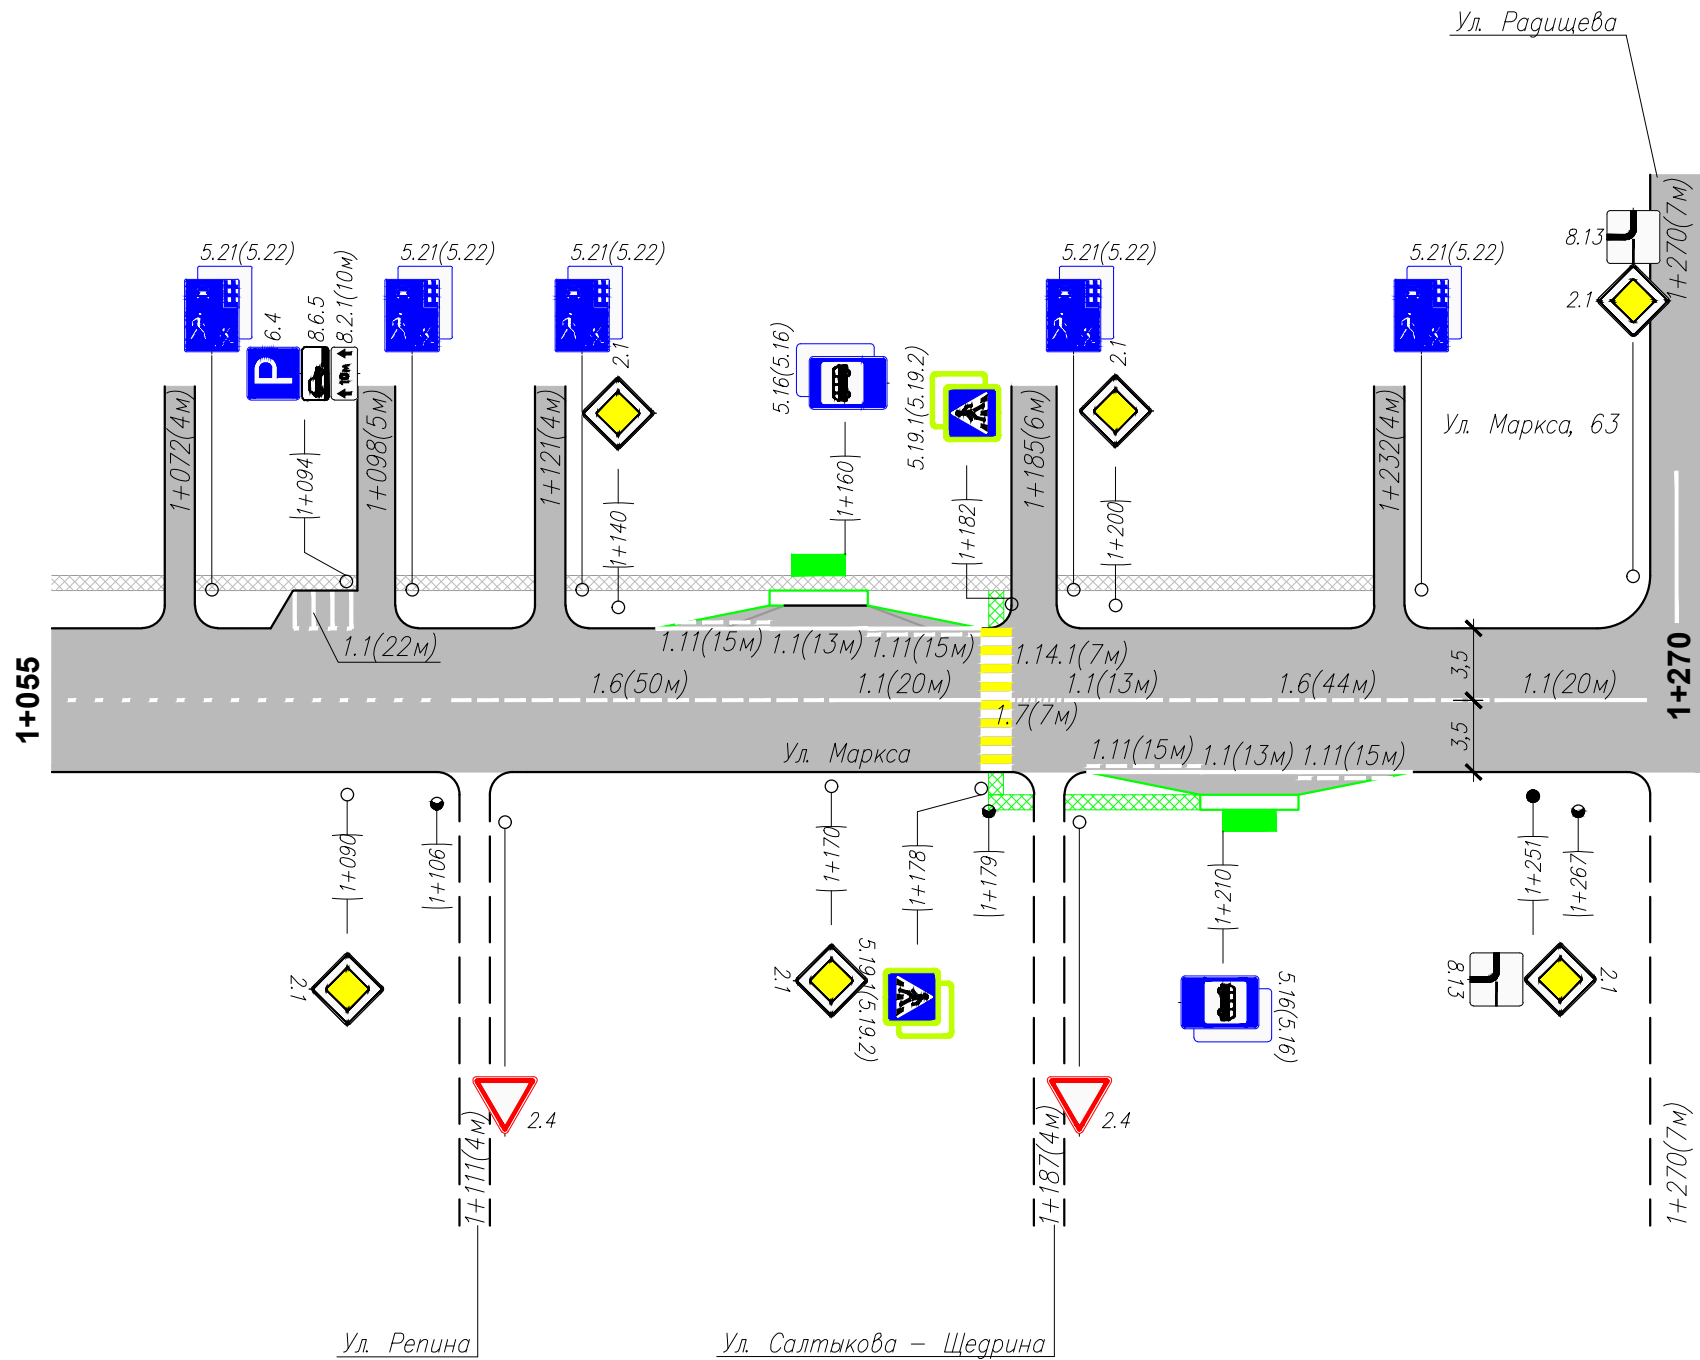 Ул. Радищева
1+270(7м)
8.13
2.1
5.21(5.22)
5.21(5.22)
5.21(5.22)
5.21(5.22)
5.21(5.22)
6.4
8.6.5
8.2.1(10м)
P
10м
2.1
5.16(5.16)
5.19.1(5.19.2)
2.1
1+072(4м)
1+094
1+098(5м)
1+121(4м)
1+140
1+160
1+182
1+185(6м)
1+200
1+232(4м)
Ул. Маркса, 63
1.1(22м)
1.11(15м)
1.1(13м)
1.11(15м)
1.14.1(7м)
1+055
1.6(50м)
1.1(20м)
1.1(13м)
1.6(44м)
1.1(20м)
3,5
1+270
1.7(7м)
3,5
Ул. Маркса
1.11(15м)
1.1(13м)
1.11(15м)
1+090
1+106
1+170
1+178
1+179
1+210
1+251
1+267
2.1
2.1
5.19.1(5.19.2)
5.16(5.16)
8.13
2.1
2.4
2.4
1+111(4м)
1+187(4м)
1+270(7м)
Ул. Репина
Ул. Салтыкова – Щедрина